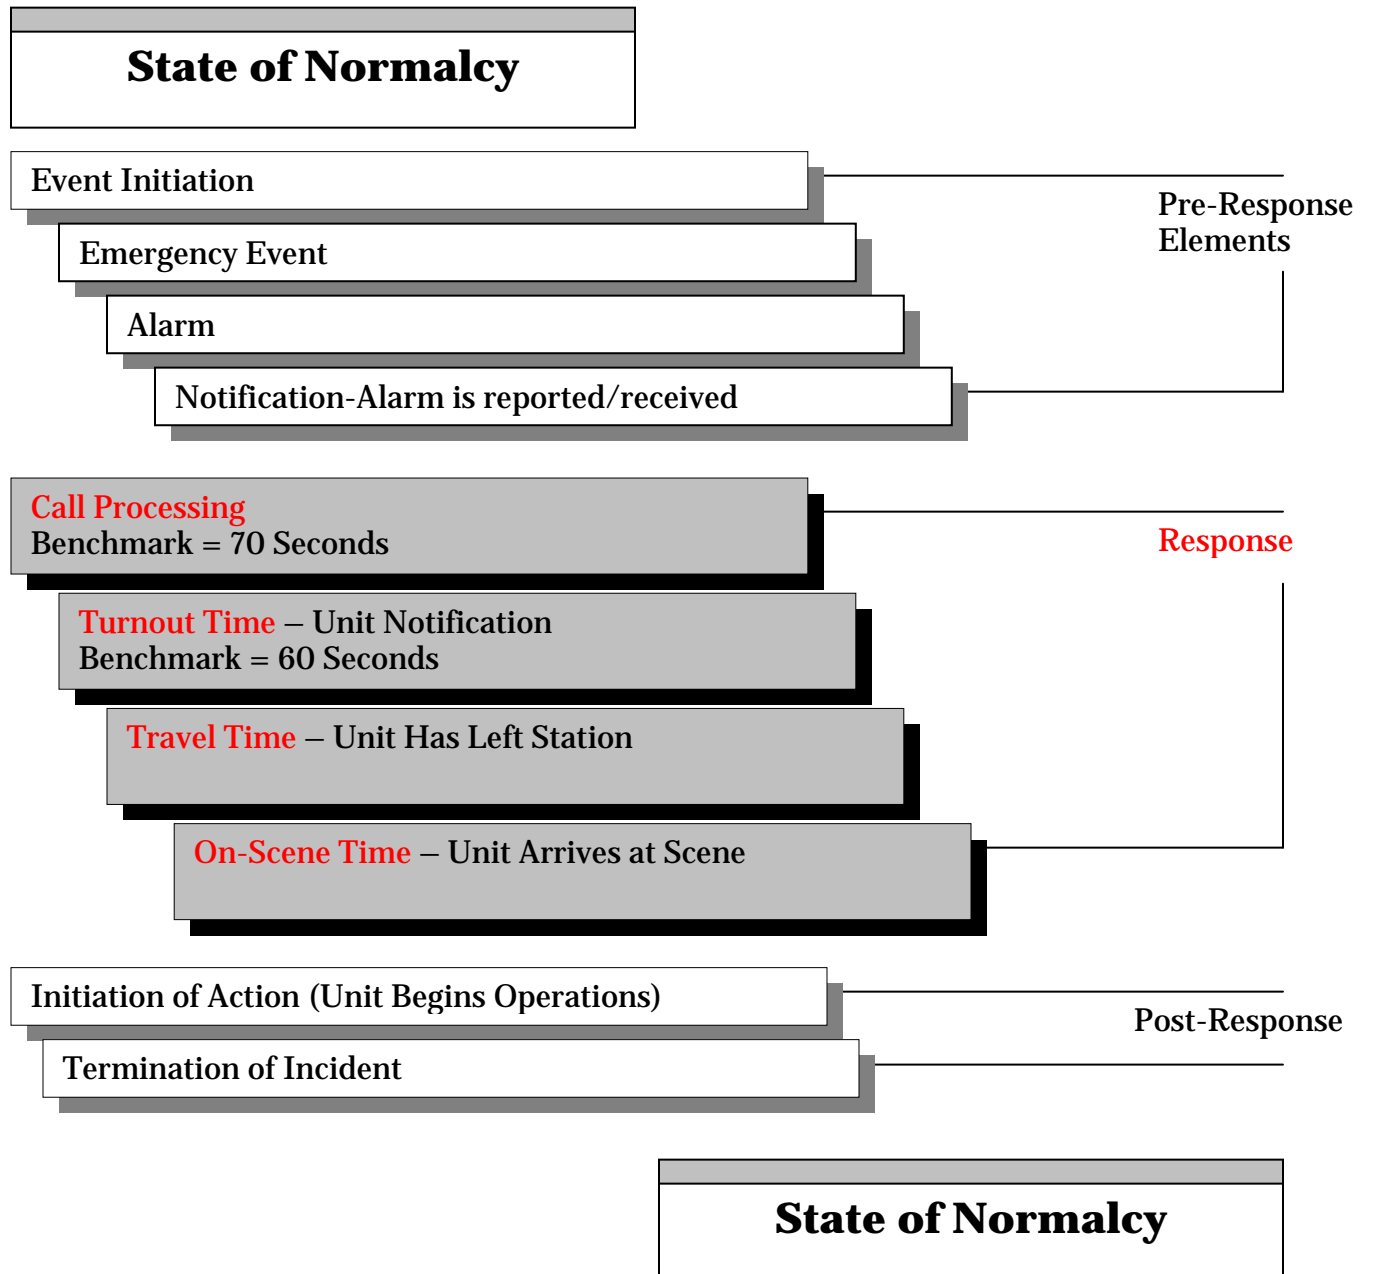 State of Normalcy
Event Initiation
Pre-Response
Elements
Emergency Event
Alarm
Notification-Alarm is reported/received
Call Processing
Benchmark = 70 Seconds
Response
Turnout Time – Unit Notification
Benchmark = 60 Seconds
Travel Time – Unit Has Left Station
On-Scene Time – Unit Arrives at Scene
Initiation of Action (Unit Begins Operations)
Post-Response
Termination of Incident
State of Normalcy